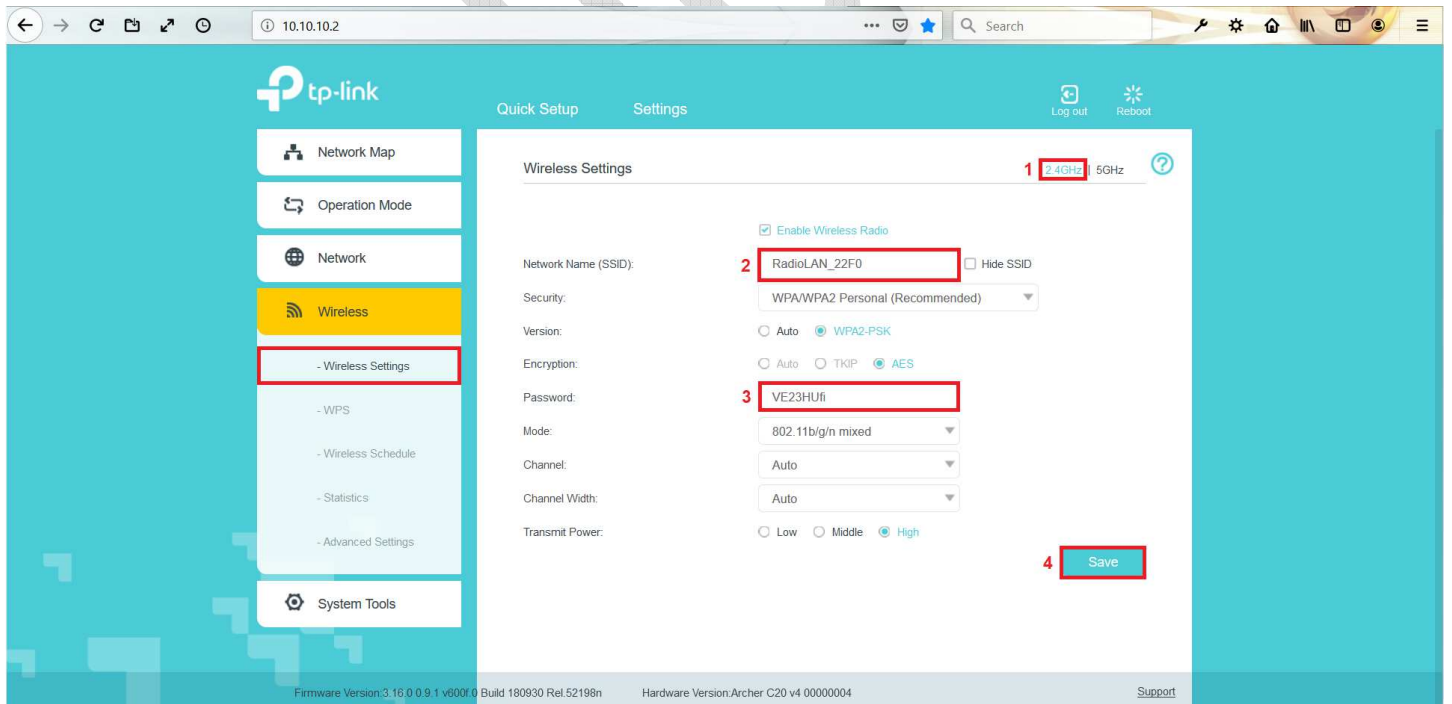 10.10.10.2
Search
tp-link
Quick Setup Settings
Log out Reboot
Network Map
Operation Mode
Network
Wireless
- Wireless Settings
- WPS
- Wireless Schedule
- Statistics
- Advanced Settings
System Tools
Wireless Settings 1 2.4GHz | 5GHz
Enable Wireless Radio
Network Name (SSID): 2 RadioLAN_22F0 Hide SSID
Security: WPA/WPA2 Personal (Recommended)
Version: Auto WPA2-PSK
Encryption: Auto TKIP AES
Password: 3 VE23HUfi
Mode: 802.11b/g/n mixed
Channel: Auto
Channel Width: Auto
Transmit Power: Low Middle High
4 Save
Firmware Version:3.16.0 0.9.1 v600f.0 Build 180930 Rel.52198n Hardware Version:Archer C20 v4 00000004 Support